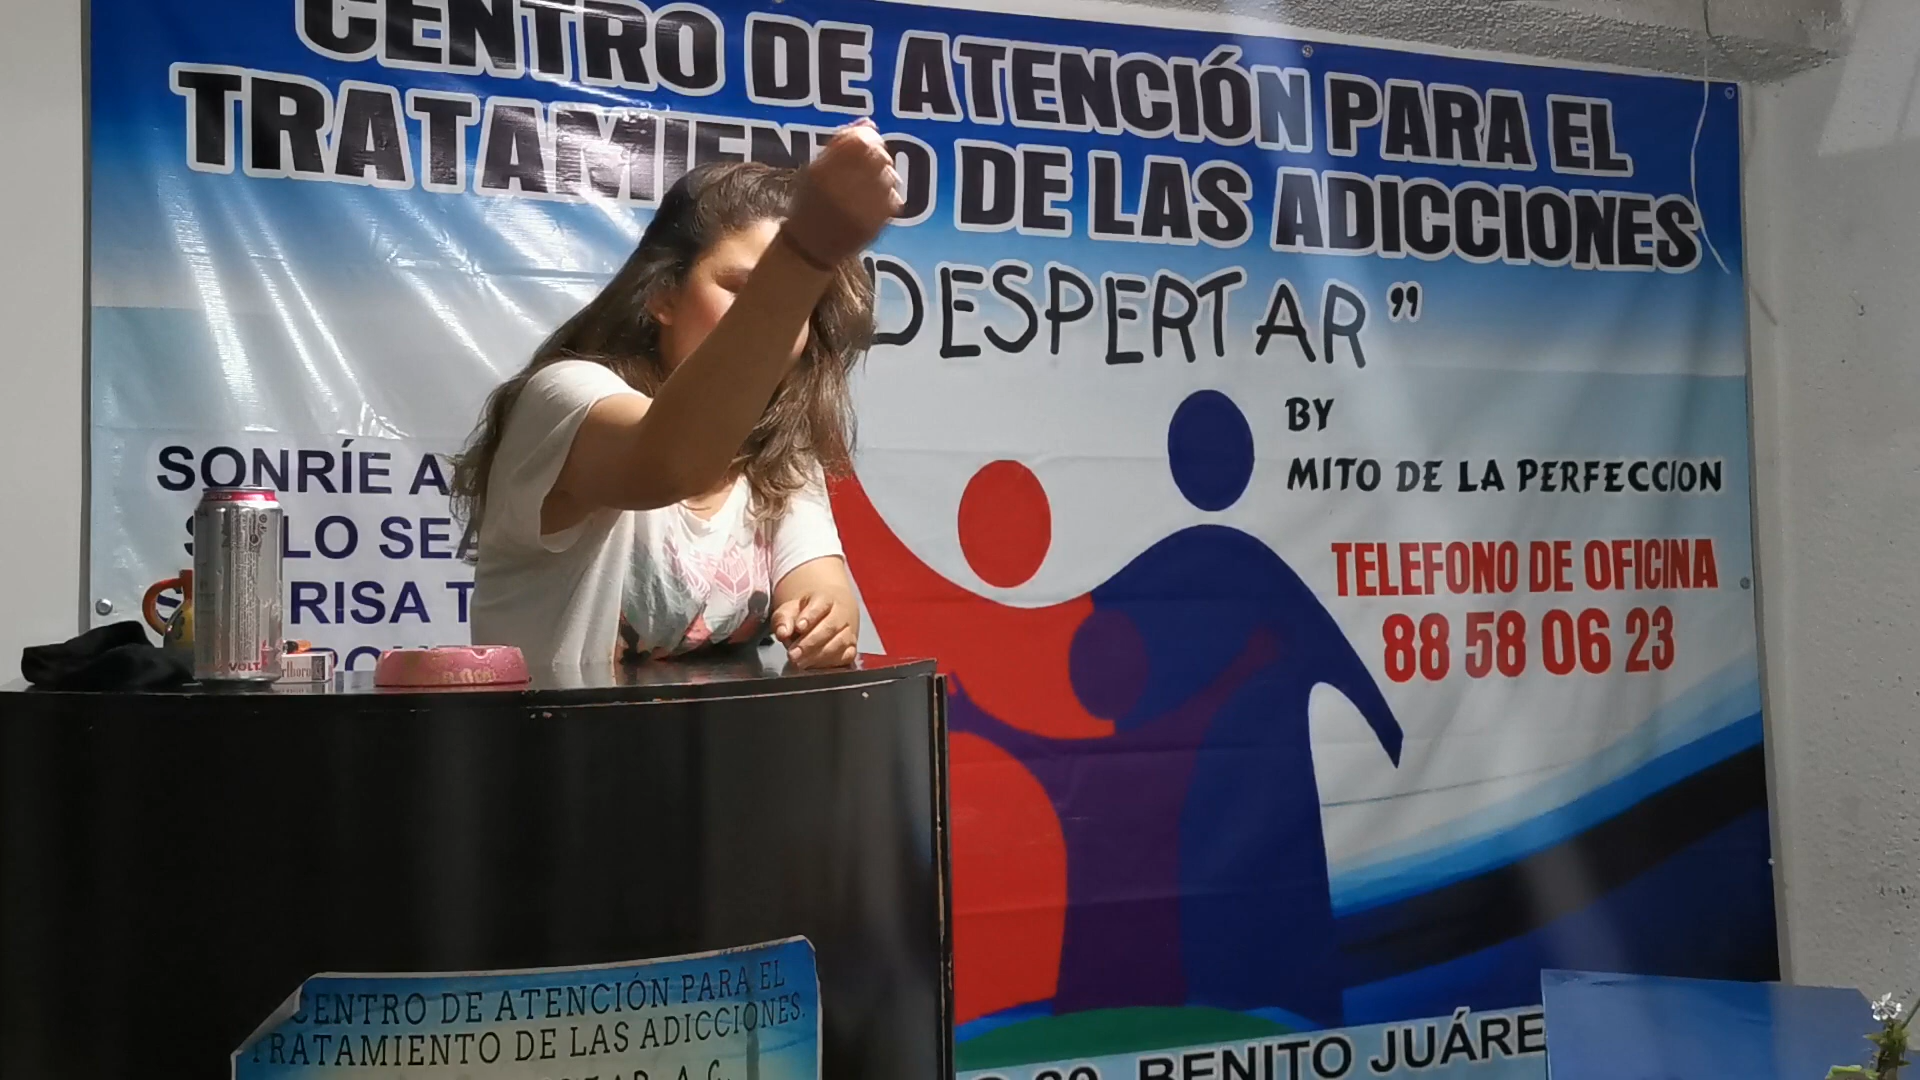 CENTRO DE ATENCIÓN PARA EL
TRATAMIENTO DE LAS ADICCIONES
DESPERTAR"
BY
MITO DE LA PERFECCION
SONRÍE A
LO SEA
RISA T
TELEFONO DE OFICINA
88 58 06 23
VOLT
CENTRO DE ATENCIÓN PARA EL
TRATAMIENTO DE LAS ADICCIONES.
A.C.
BENITO JUÁRE